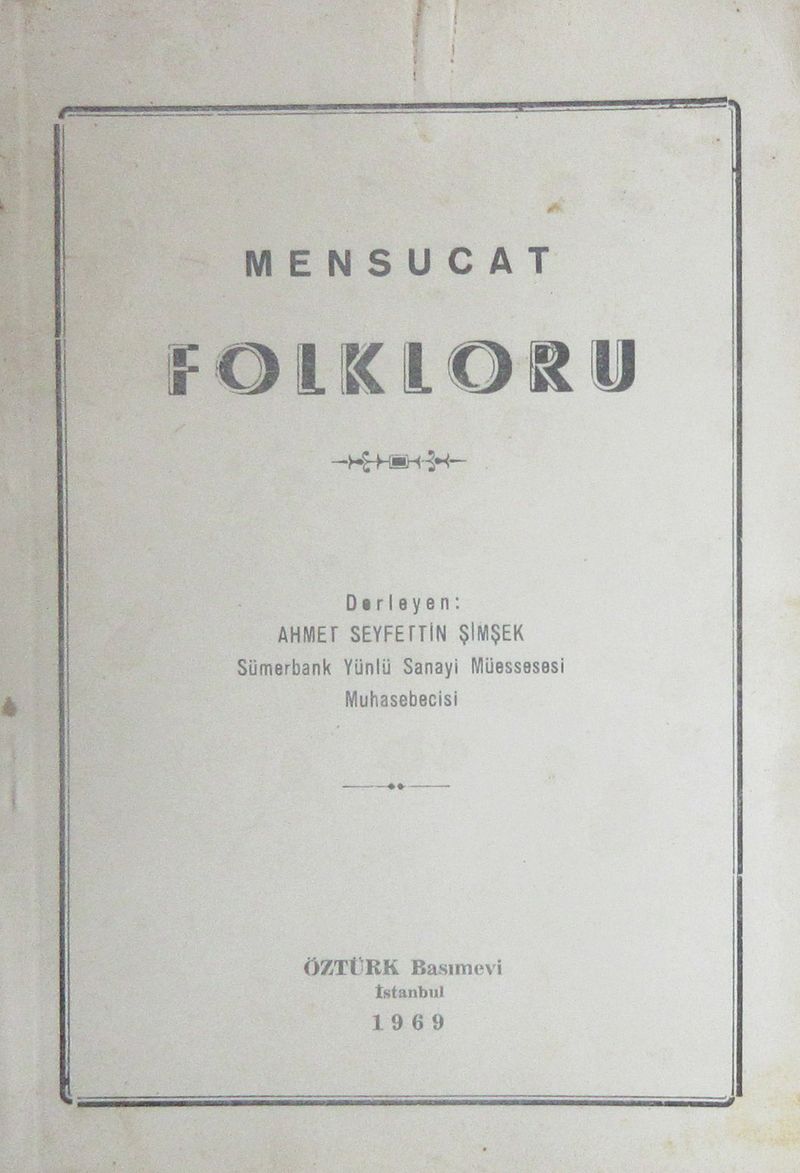 MENSUCAT
FOLKLORU
Derleyen:
AHMET SEYFETTİN ŞİMŞEK
Sümerbank Yünlü Sanayi Müessesesi
Muhasebecisi
ÖZTÜRK Basımevi
İstanbul
1969